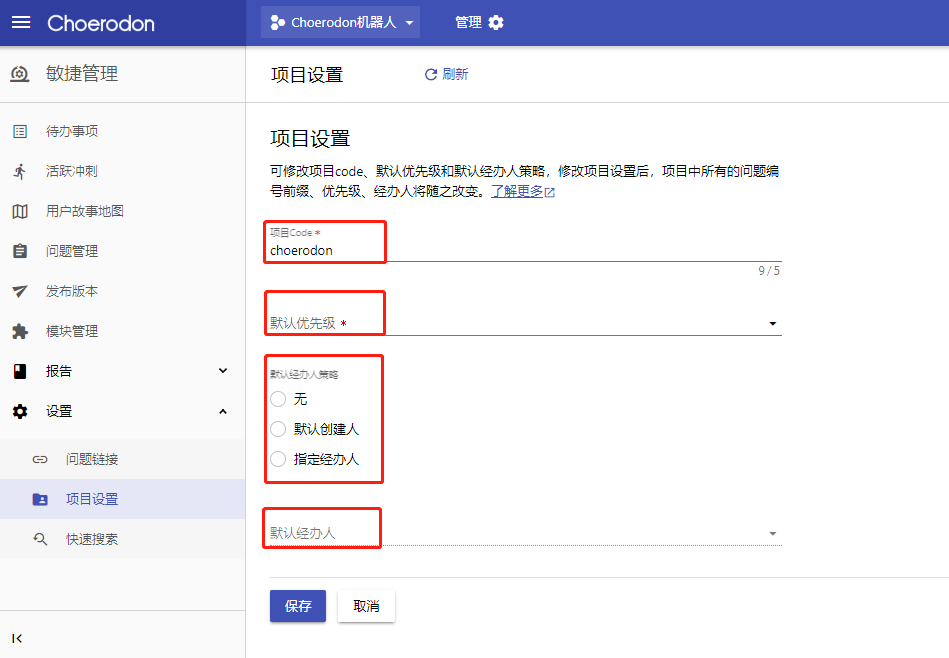 Choerodon
Choerodon机器人
管理
敏捷管理
待办事项
活跃冲刺
用户故事地图
问题管理
发布版本
模块管理
报告
设置
问题链接
项目设置
快速搜索
项目设置
刷新
项目设置
可修改项目code、默认优先级和默认经办人策略，修改项目设置后，项目中所有的问题编
号前缀、优先级、经办人将随之改变。了解更多
项目Code *
choerodon
9/5
默认优先级 *
默认经办人策略
无
默认创建人
指定经办人
默认经办人
保存
取消